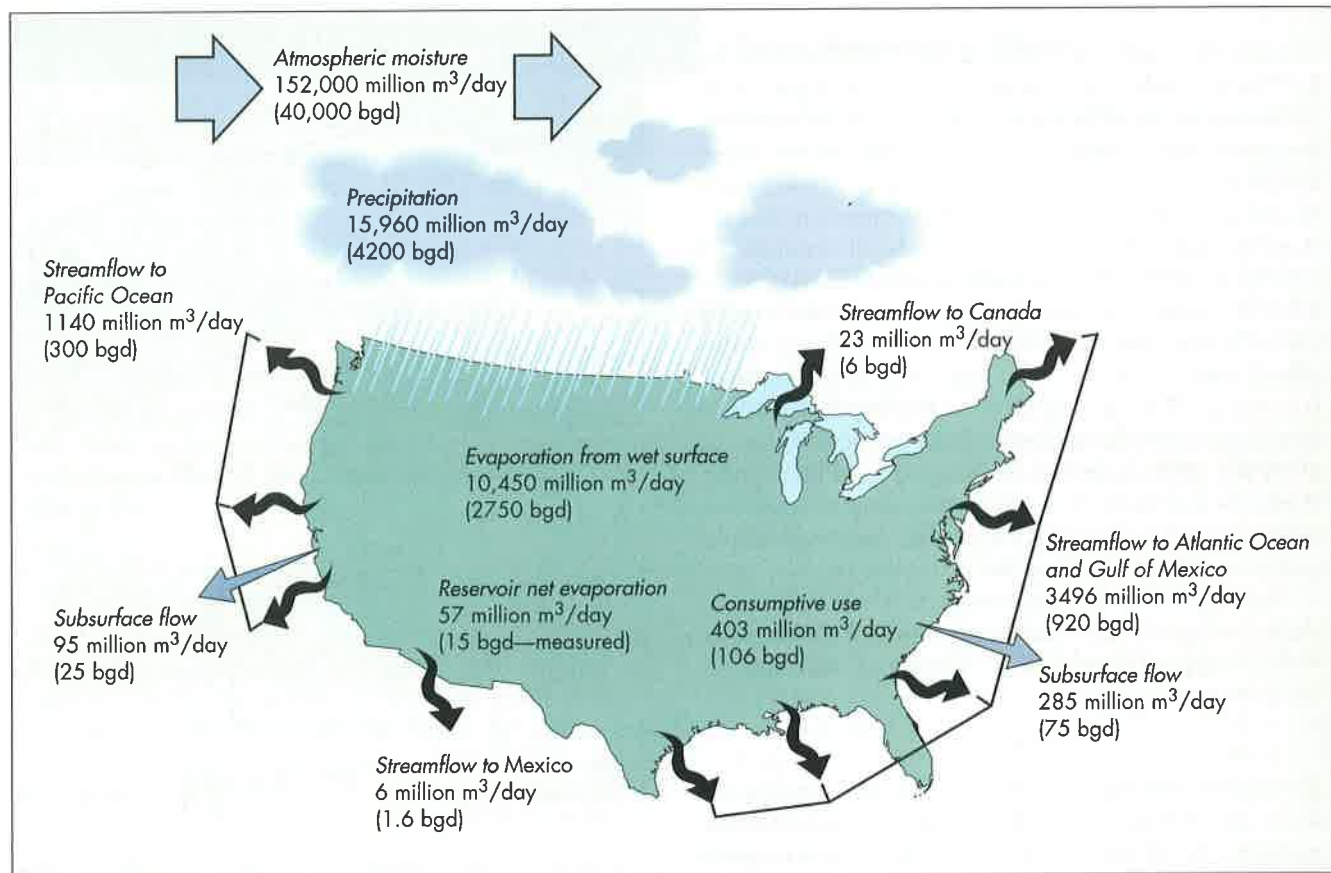 Atmospheric moisture
152,000 million m³/day
(40,000 bgd)
Precipitation
15,960 million m³/day
(4200 bgd)
Streamflow to
Pacific Ocean
1140 million m³/day
(300 bgd)
Streamflow to Canada
23 million m³/day
(6 bgd)
Evaporation from wet surface
10,450 million m³/day
(2750 bgd)
Streamflow to Atlantic Ocean
and Gulf of Mexico
3496 million m³/day
(920 bgd)
Reservoir net evaporation
57 million m³/day
(15 bgd—measured)
Consumptive use
403 million m³/day
(106 bgd)
Subsurface flow
95 million m³/day
(25 bgd)
Subsurface flow
285 million m³/day
(75 bgd)
Streamflow to Mexico
6 million m³/day
(1.6 bgd)